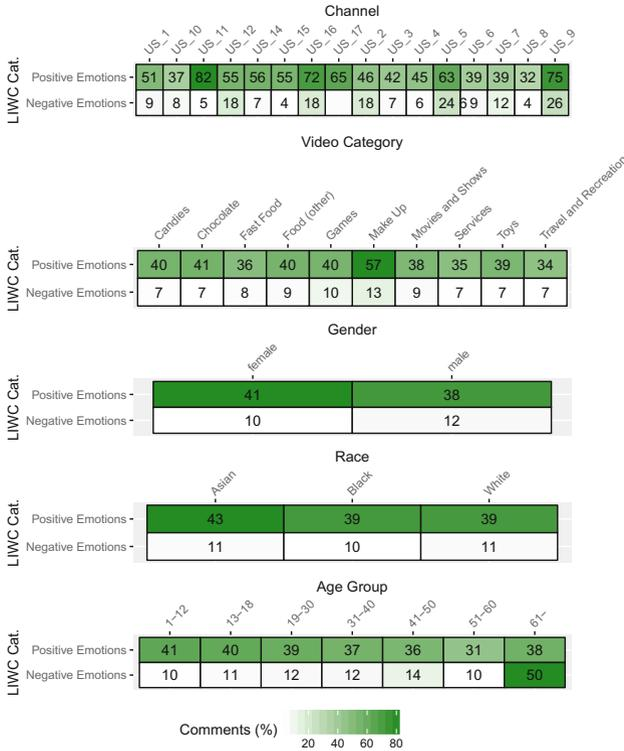 Channel
US_1 US_10 US_11 US_12 US_14 US_15 US_16 US_17 US_2 US_3 US_4 US_5 US_6 US_7 US_8 US_9
LIWC Cat.
Positive Emotions 51 37 82 55 56 55 72 65 46 42 45 63 39 39 32 75
Negative Emotions 9 8 5 18 7 4 18 18 7 6 24 69 12 4 26
Video Category
Candies Chocolate Fast Food Food (other) Games Make Up Movies and Shows Services Toys Travel and Recreation
LIWC Cat.
Positive Emotions 40 41 36 40 40 57 38 35 39 34
Negative Emotions 7 7 8 9 10 13 9 7 7 7
Gender
female male
LIWC Cat.
Positive Emotions 41 38
Negative Emotions 10 12
Race
Asian Black White
LIWC Cat.
Positive Emotions 43 39 39
Negative Emotions 11 10 11
Age Group
1–12 13–18 19–30 31–40 41–50 51–60 61–
LIWC Cat.
Positive Emotions 41 40 39 37 36 31 38
Negative Emotions 10 11 12 12 14 10 50
Comments (%)
20 40 60 80